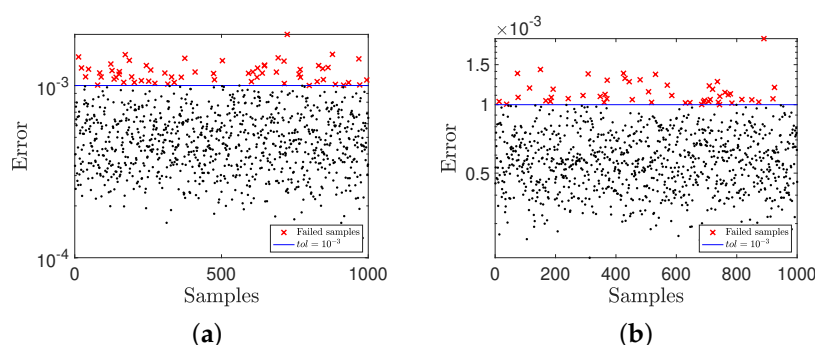 10^-3
10^-4
Error
0 500 1000
Samples
× Failed samples
tol = 10^-3
(a)
×10^-3
1.5
1
0.5
Error
0 200 400 600 800 1000
Samples
× Failed samples
tol = 10^-3
(b)